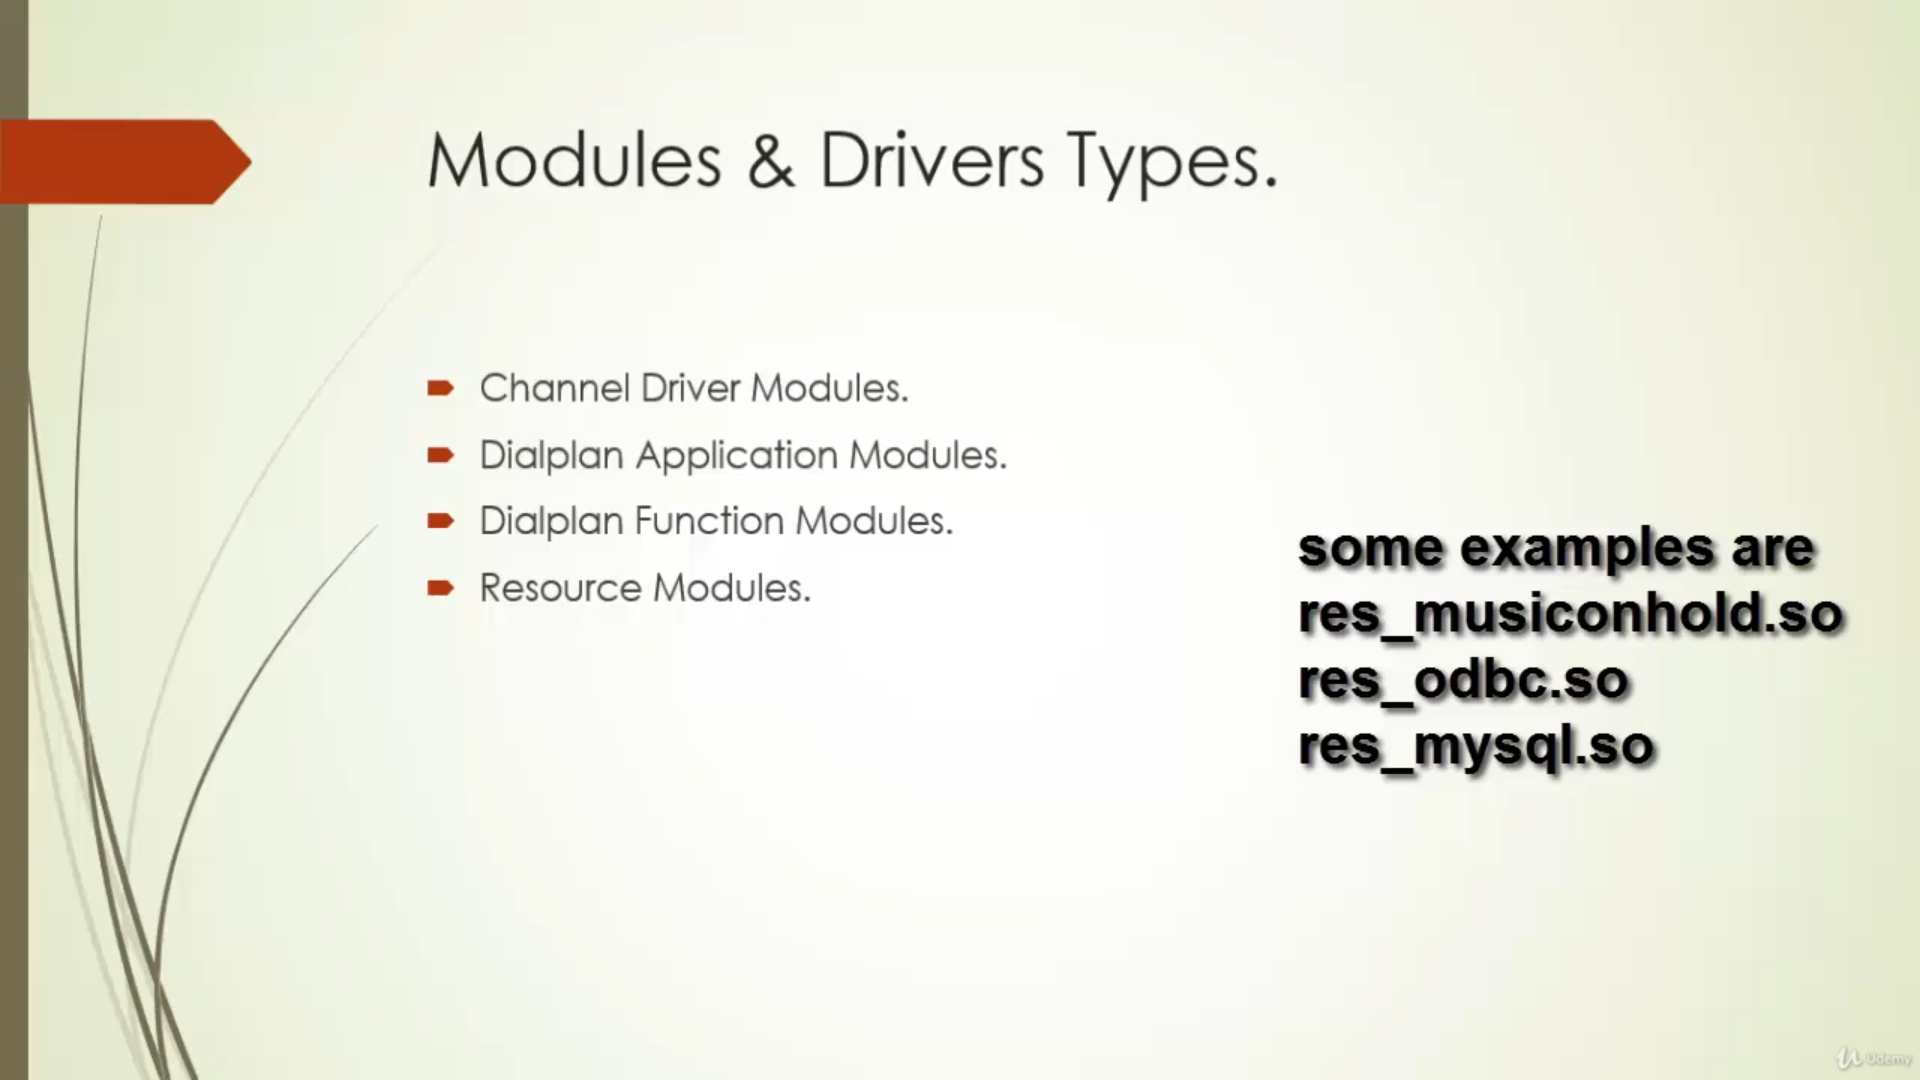 Modules & Drivers Types.
Channel Driver Modules.
Dialplan Application Modules.
Dialplan Function Modules.
Resource Modules.
some examples are
res_musiconhold.so
res_odbc.so
res_mysql.so
Udemy